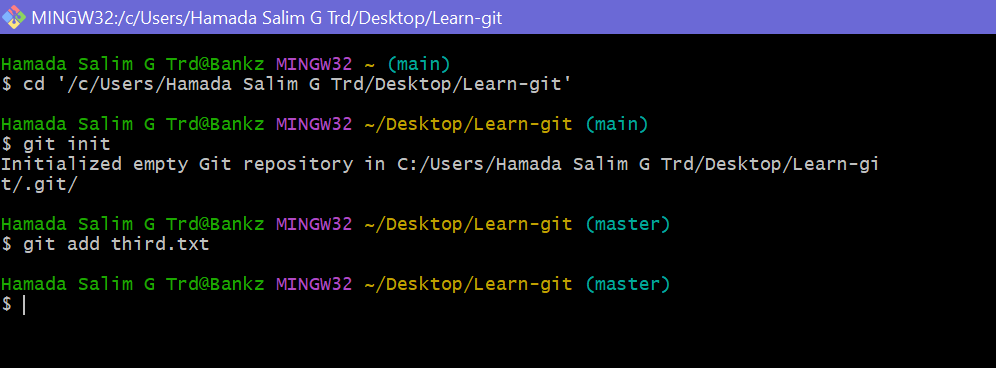 MINGW32:/c/Users/Hamada Salim G Trd/Desktop/Learn-git
Hamada Salim G Trd@Bankz MINGW32 ~ (main)
$ cd '/c/Users/Hamada Salim G Trd/Desktop/Learn-git'
Hamada Salim G Trd@Bankz MINGW32 ~/Desktop/Learn-git (main)
$ git init
Initialized empty Git repository in C:/Users/Hamada Salim G Trd/Desktop/Learn-gi
t/.git/
Hamada Salim G Trd@Bankz MINGW32 ~/Desktop/Learn-git (master)
$ git add third.txt
Hamada Salim G Trd@Bankz MINGW32 ~/Desktop/Learn-git (master)
$